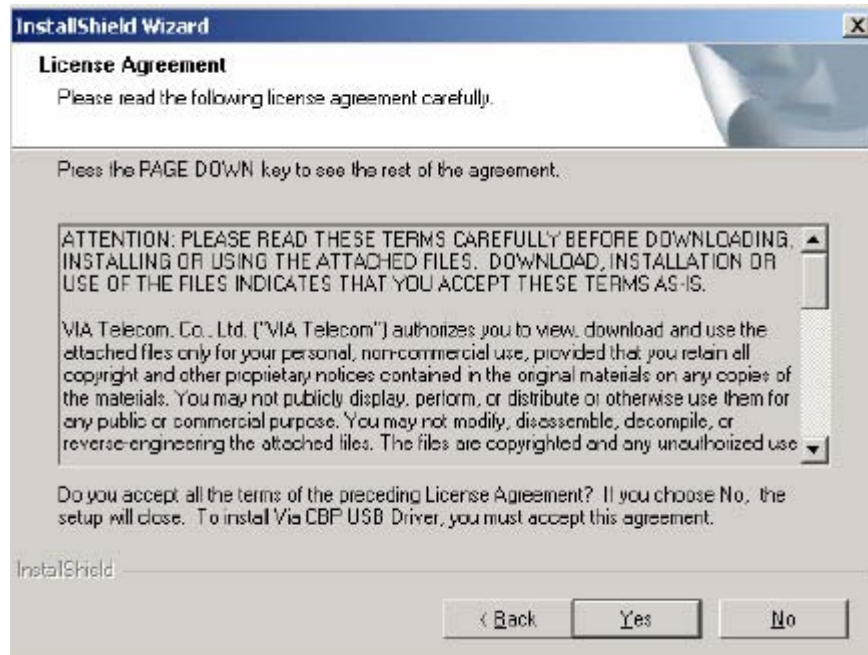 InstallShield Wizard
License Agreement
Please read the following license agreement carefully.
Press the PAGE DOWN key to see the rest of the agreement.
ATTENTION: PLEASE READ THESE TERMS CAREFULLY BEFORE DOWNLOADING,
INSTALLING OR USING THE ATTACHED FILES. DOWNLOAD, INSTALLATION OR
USE OF THE FILES INDICATES THAT YOU ACCEPT THESE TERMS AS-IS.
VIA Telecom. Co., Ltd. ("VIA Telecom") authorizes you to view, download and use the
attached files only for your personal, non-commercial use, provided that you retain all
copyright and other proprietary notices contained in the original materials on any copies of
the materials. You may not publicly display, perform, or distribute or otherwise use them for
any public or commercial purpose. You may not modify, disassemble, decompile, or
reverse-engineering the attached files. The files are copyrighted and any unauthorized use
Do you accept all the terms of the preceding License Agreement? If you choose No, the
setup will close. To install Via CBP USB Driver, you must accept this agreement.
InstallShield
< Back
Yes
No